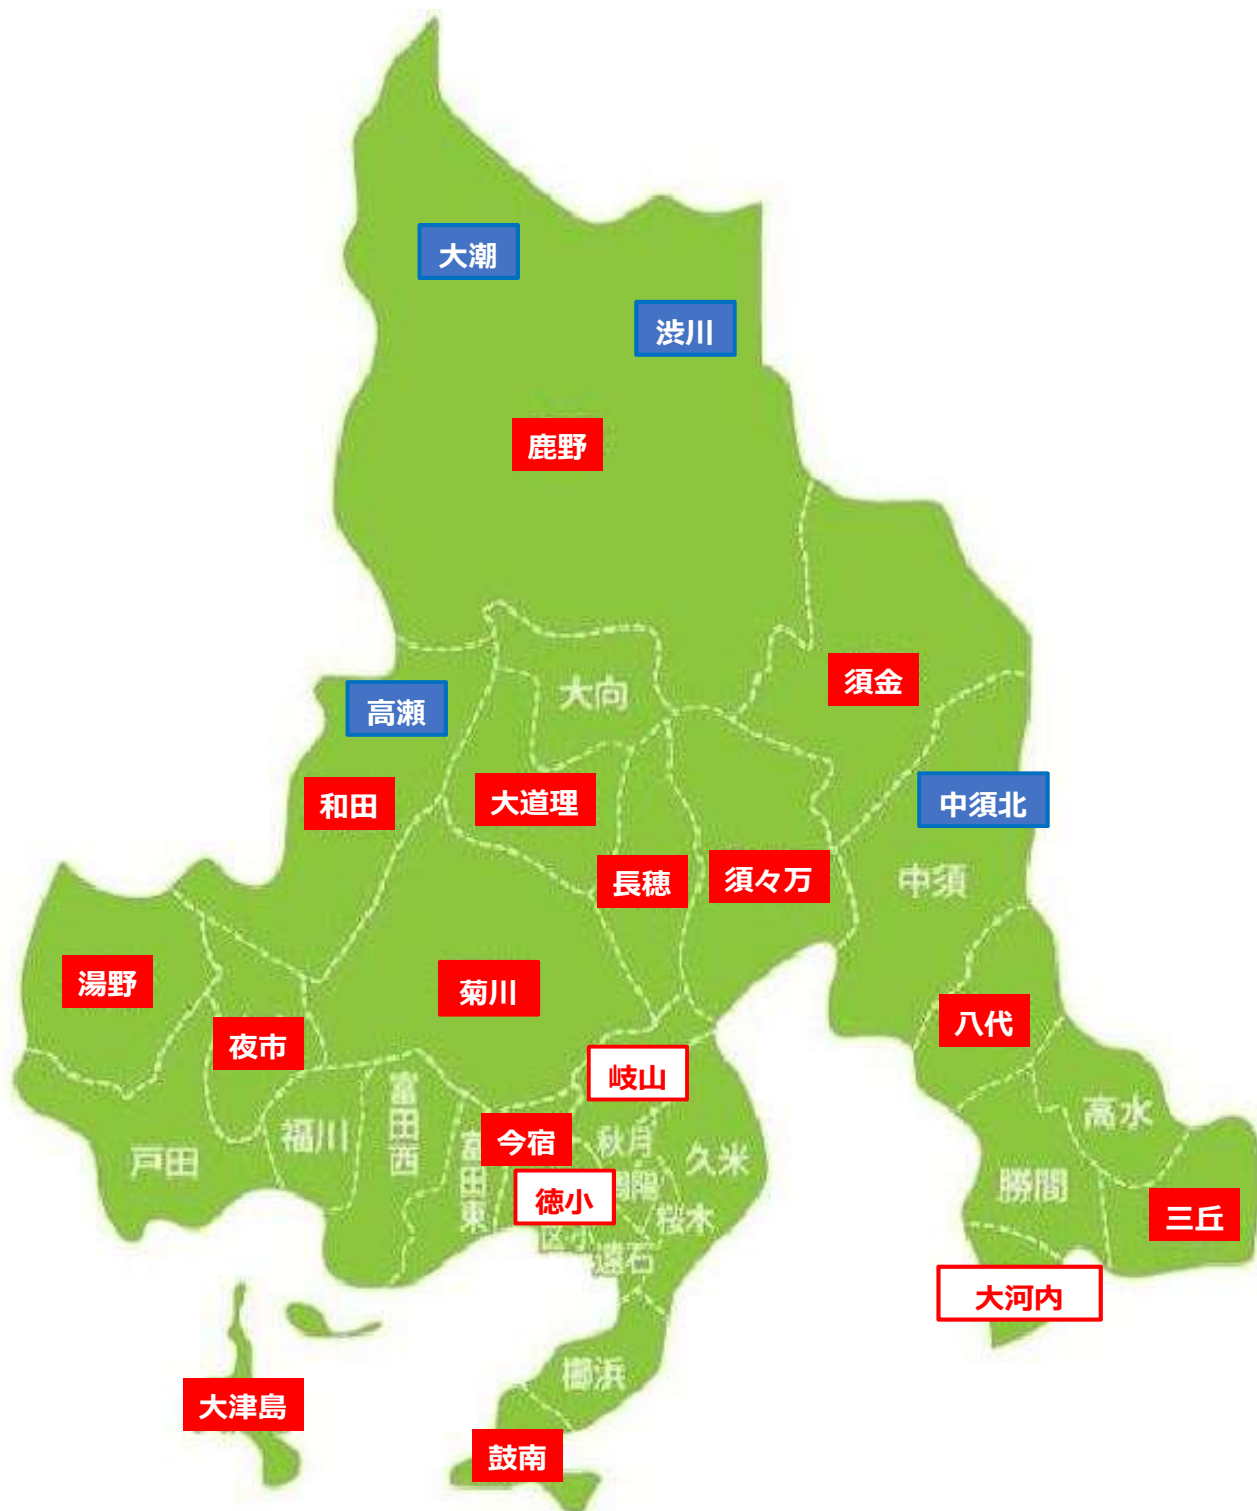 大潮
渋川
鹿野
須金
大向
高瀬
中須北
和田
大道理
長穂
須々万
中須
湯野
菊川
八代
夜市
岐山
富田西
高水
福川
今宿
秋月
久米
戸田
富田東
勝間
徳小
桜木
三丘
遠石
大河内
櫛浜
大津島
鼓南